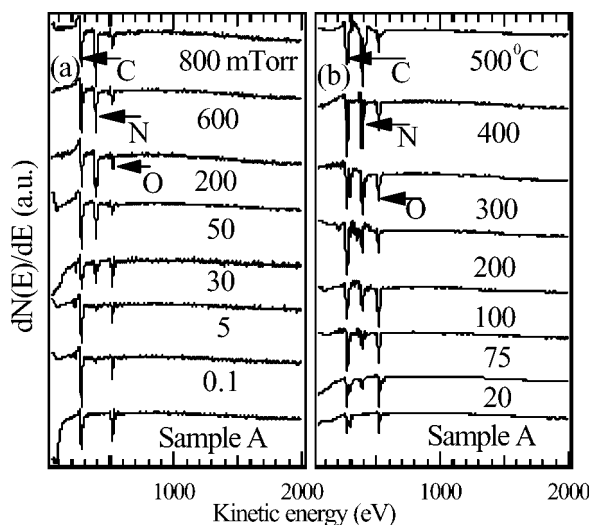 dN(E)/dE (a.u.)
(a)
C
800 mTorr
N
600
O
200
50
30
5
0.1
Sample A
1000
2000
(b)
C
500⁰C
N
400
O
300
200
100
75
20
Sample A
1000
2000
Kinetic energy (eV)